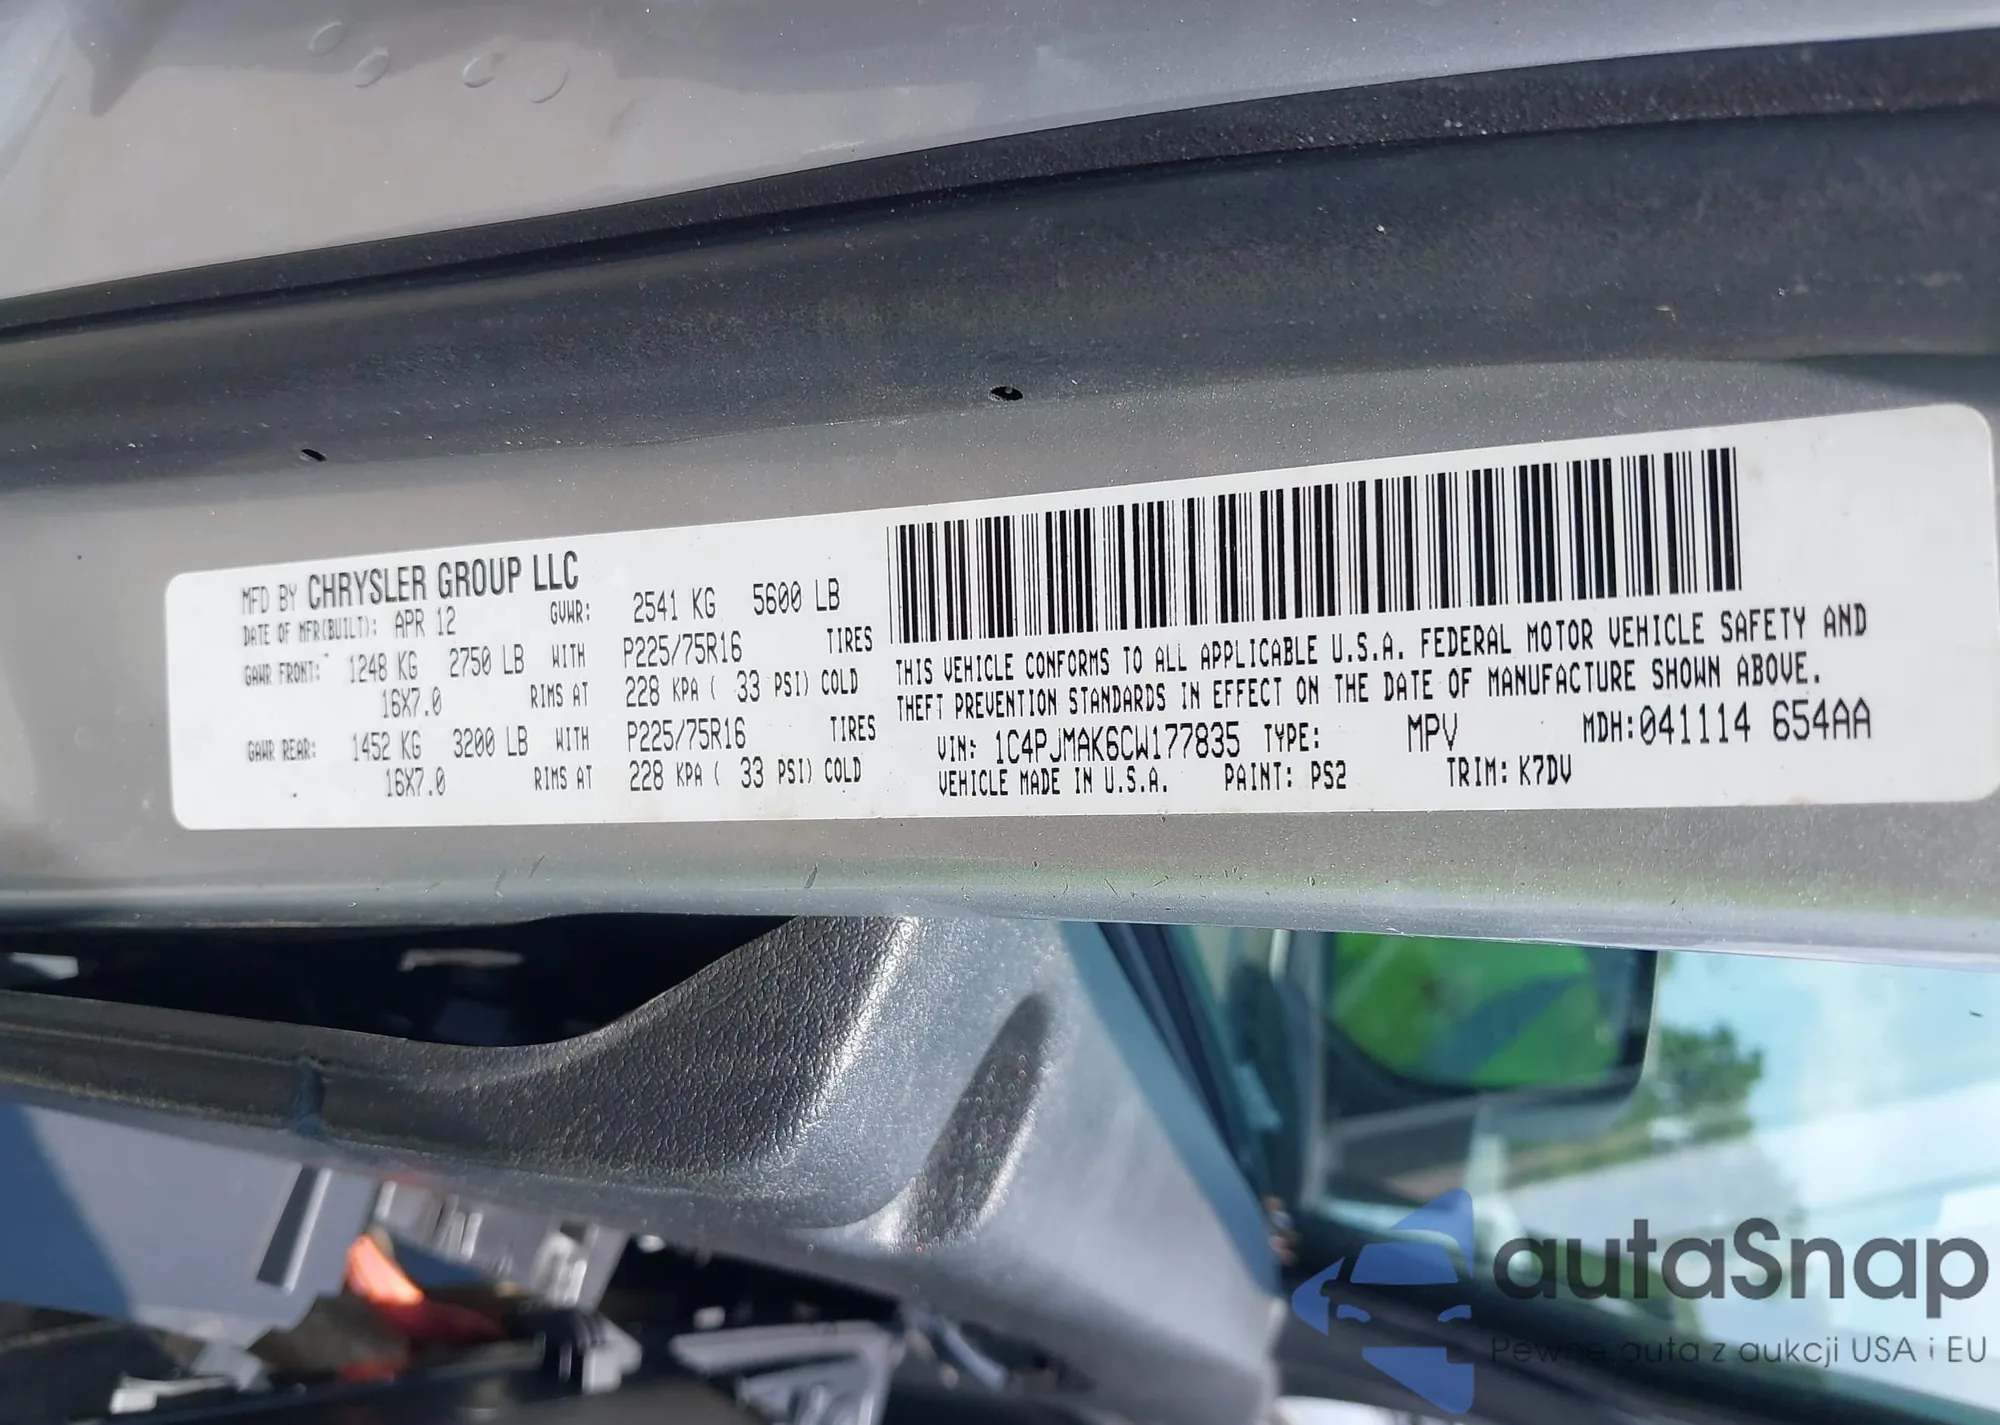 MFD BY CHRYSLER GROUP LLC
DATE OF MFR(BUILT): APR 12 GVWR: 2541 KG 5600 LB
GAWR FRONT: 1248 KG 2750 LB WITH P225/75R16 TIRES
16X7.0 RIMS AT 228 KPA ( 33 PSI) COLD
GAWR REAR: 1452 KG 3200 LB WITH P225/75R16 TIRES
16X7.0 RIMS AT 228 KPA ( 33 PSI) COLD
THIS VEHICLE CONFORMS TO ALL APPLICABLE U.S.A. FEDERAL MOTOR VEHICLE SAFETY AND
THEFT PREVENTION STANDARDS IN EFFECT ON THE DATE OF MANUFACTURE SHOWN ABOVE.
VIN: 1C4PJMAK6CW177835 TYPE: MPV MDH:041114 654AA
VEHICLE MADE IN U.S.A. PAINT: PS2 TRIM: K7DV
autaSnap
Pewne auta z aukcji USA i EU